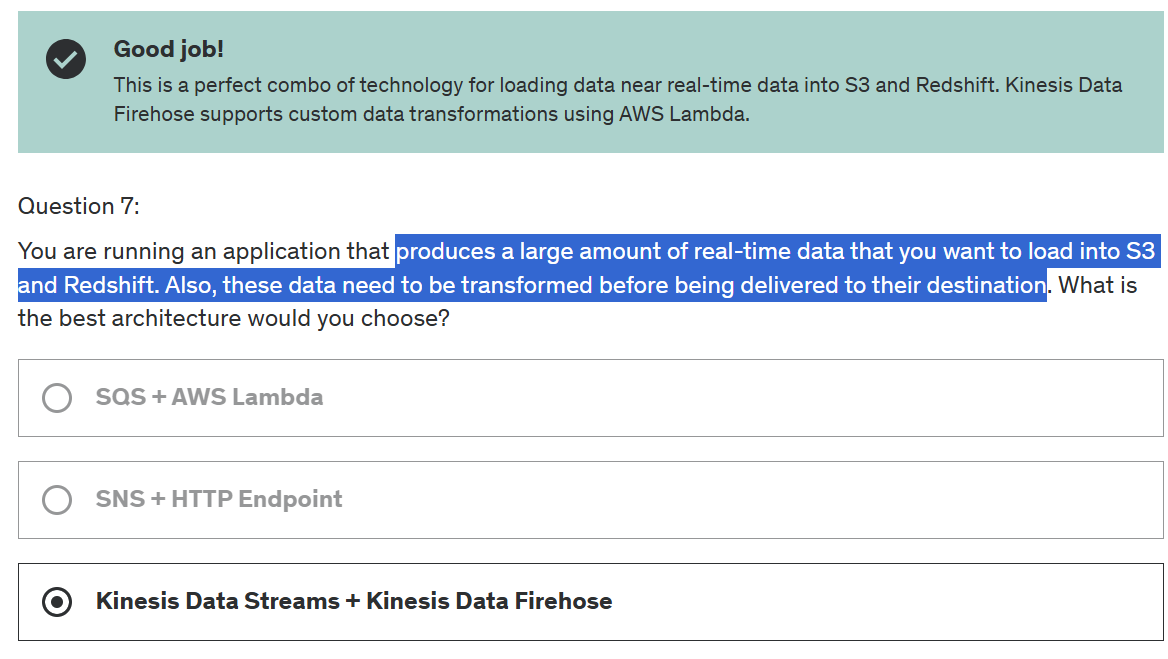 Good job!
This is a perfect combo of technology for loading data near real-time data into S3 and Redshift. Kinesis Data
Firehose supports custom data transformations using AWS Lambda.
Question 7:
You are running an application that produces a large amount of real-time data that you want to load into S3
and Redshift. Also, these data need to be transformed before being delivered to their destination. What is
the best architecture would you choose?
SQS + AWS Lambda
SNS + HTTP Endpoint
Kinesis Data Streams + Kinesis Data Firehose